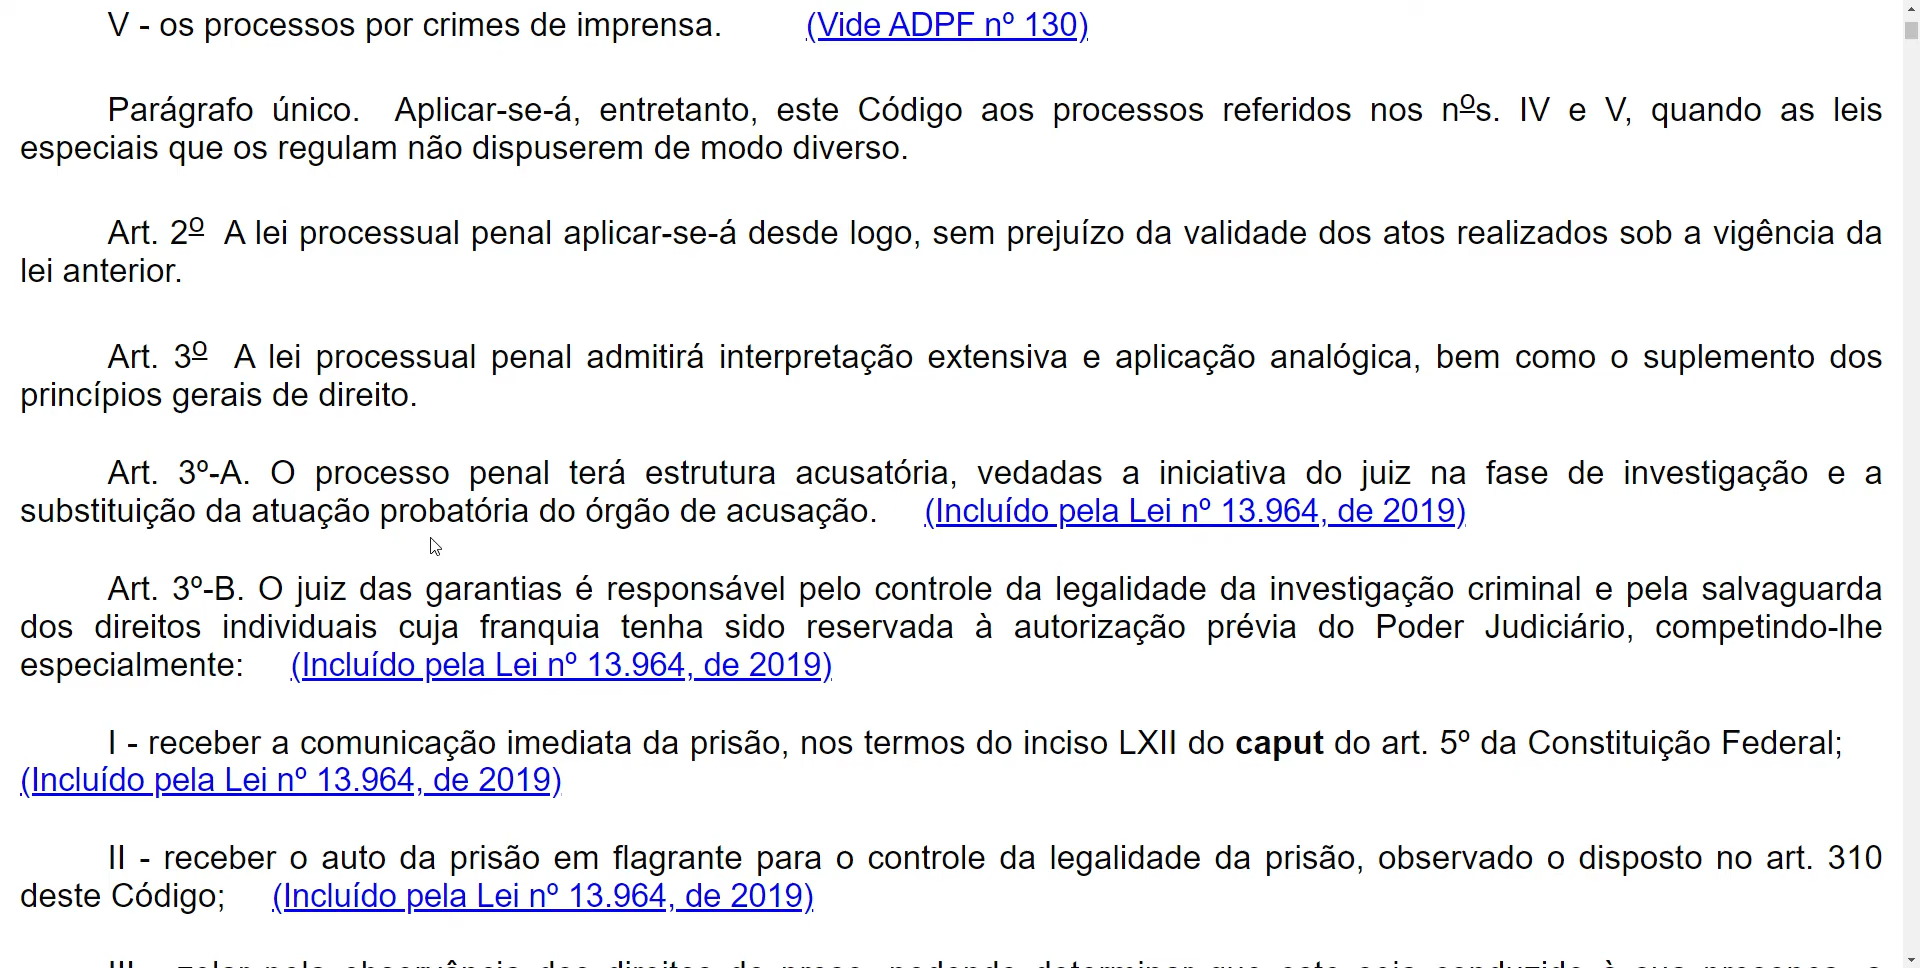 V - os processos por crimes de imprensa. (Vide ADPF nº 130)
Parágrafo único. Aplicar-se-á, entretanto, este Código aos processos referidos nos nºs. IV e V, quando as leis
especiais que os regulam não dispuserem de modo diverso.
Art. 2º A lei processual penal aplicar-se-á desde logo, sem prejuízo da validade dos atos realizados sob a vigência da
lei anterior.
Art. 3º A lei processual penal admitirá interpretação extensiva e aplicação analógica, bem como o suplemento dos
princípios gerais de direito.
Art. 3º-A. O processo penal terá estrutura acusatória, vedadas a iniciativa do juiz na fase de investigação e a
substituição da atuação probatória do órgão de acusação. (Incluído pela Lei nº 13.964, de 2019)
Art. 3º-B. O juiz das garantias é responsável pelo controle da legalidade da investigação criminal e pela salvaguarda
dos direitos individuais cuja franquia tenha sido reservada à autorização prévia do Poder Judiciário, competindo-lhe
especialmente: (Incluído pela Lei nº 13.964, de 2019)
I - receber a comunicação imediata da prisão, nos termos do inciso LXII do caput do art. 5º da Constituição Federal;
(Incluído pela Lei nº 13.964, de 2019)
II - receber o auto da prisão em flagrante para o controle da legalidade da prisão, observado o disposto no art. 310
deste Código; (Incluído pela Lei nº 13.964, de 2019)